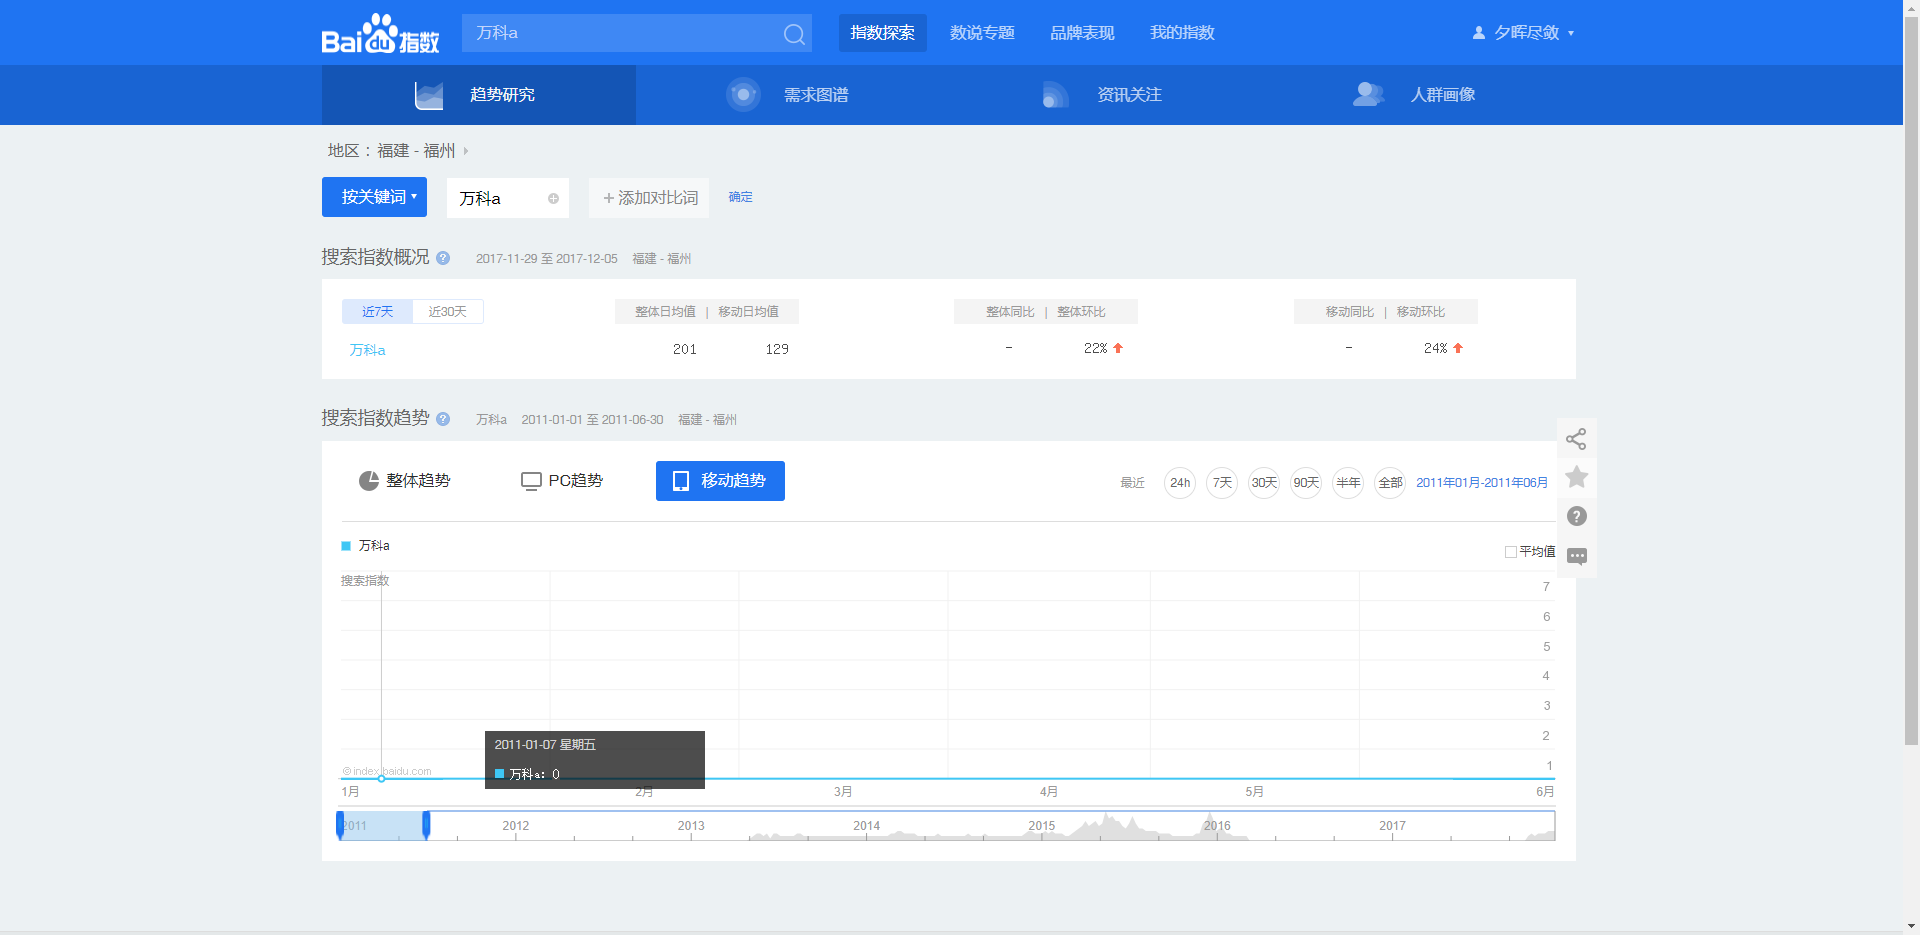 Bai du 指数
万科a
指数探索 数说专题 品牌表现 我的指数
夕晖尽敛
趋势研究 需求图谱 资讯关注 人群画像
地区： 福建 - 福州
按关键词 万科a + 添加对比词 确定
搜索指数概况 ? 2017-11-29 至 2017-12-05 福建 - 福州
近7天 近30天 整体日均值 | 移动日均值 整体同比 | 整体环比 移动同比 | 移动环比
万科a 201 129 - 22% - 24%
搜索指数趋势 ? 万科a 2011-01-01 至 2011-06-30 福建 - 福州
整体趋势 PC趋势 移动趋势 最近 24h 7天 30天 90天 半年 全部 2011年01月-2011年06月
?
万科a
平均值
搜索指数
7
6
5
4
3
2
1
2011-01-07 星期五
万科a: 0
© index.baidu.com
1月 2月 3月 4月 5月 6月
2011 2012 2013 2014 2015 2016 2017